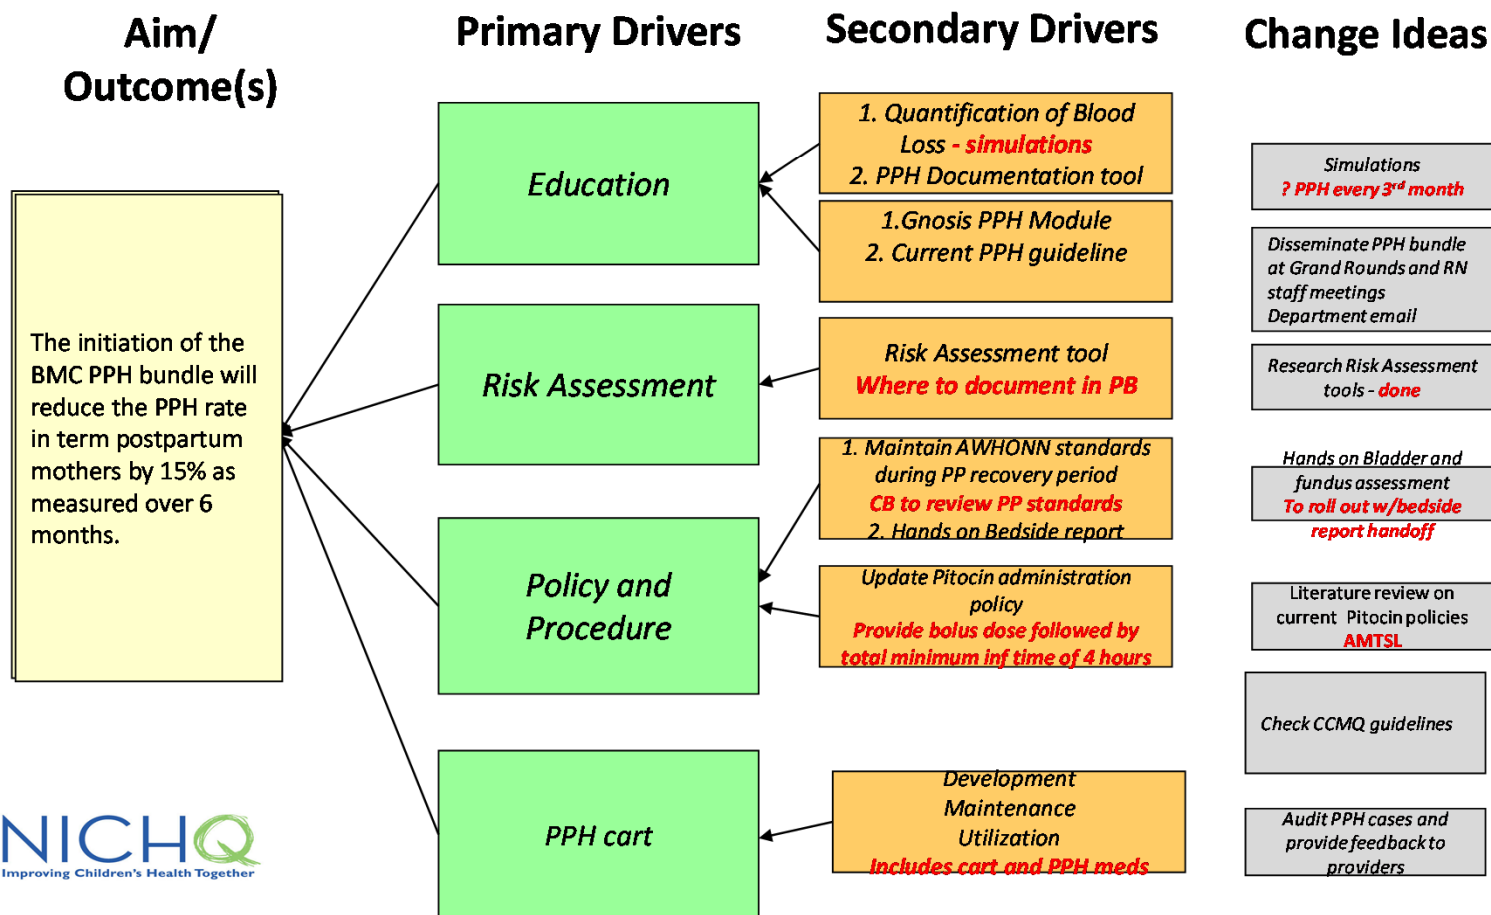 Aim/
Outcome(s)
Primary Drivers
Secondary Drivers
Change Ideas
The initiation of the
BMC PPH bundle will
reduce the PPH rate
in term postpartum
mothers by 15% as
measured over 6
months.
Education
Risk Assessment
Policy and
Procedure
PPH cart
1. Quantification of Blood
Loss - simulations
2. PPH Documentation tool
1.Gnosis PPH Module
2. Current PPH guideline
Risk Assessment tool
Where to document in PB
1. Maintain AWHONN standards
during PP recovery period
CB to review PP standards
2. Hands on Bedside report
Update Pitocin administration
policy
Provide bolus dose followed by
total minimum inf time of 4 hours
Development
Maintenance
Utilization
Includes cart and PPH meds
Simulations
? PPH every 3rd month
Disseminate PPH bundle
at Grand Rounds and RN
staff meetings
Department email
Research Risk Assessment
tools - done
Hands on Bladder and
fundus assessment
To roll out w/bedside
report handoff
Literature review on
current Pitocin policies
AMTSL
Check CCMQ guidelines
Audit PPH cases and
provide feedback to
providers
NICHQ
Improving Children's Health Together